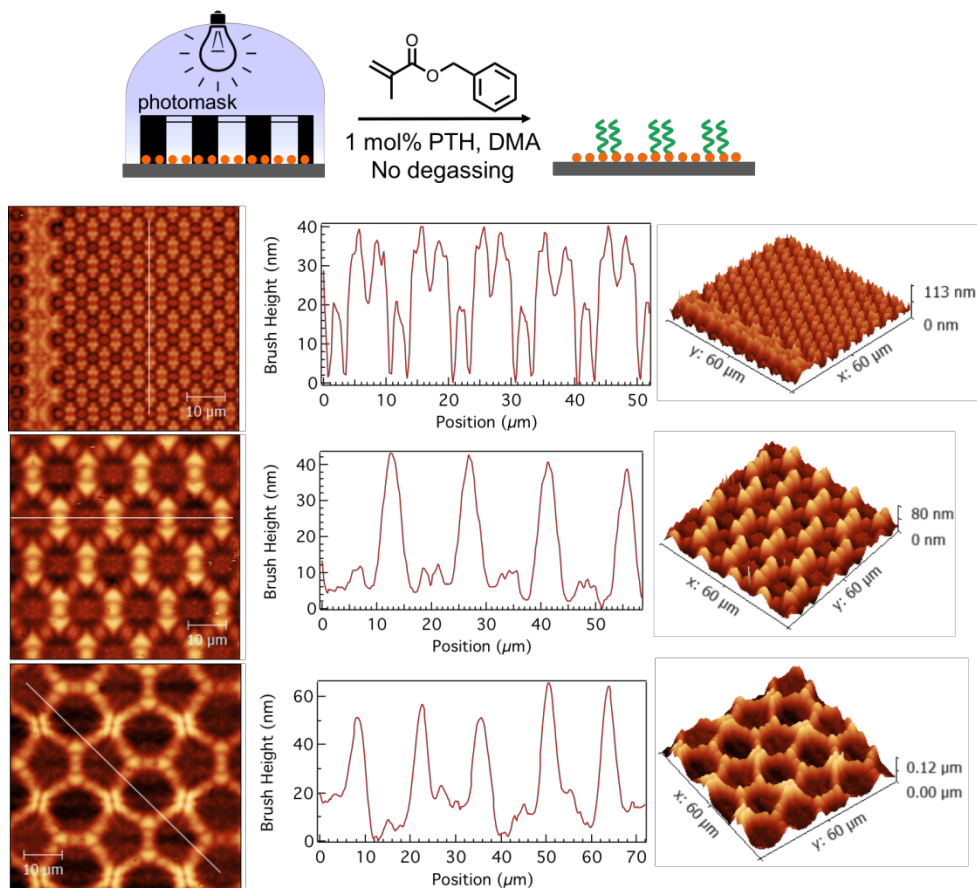 photomask
O
O
1 mol% PTH, DMA
No degassing
10 μm
Brush Height (nm)
40
30
20
10
0
0 10 20 30 40 50
Position (μm)
113 nm
0 nm
y: 60 μm
x: 60 μm
10 μm
Brush Height (nm)
40
30
20
10
0
0 10 20 30 40 50
Position (μm)
80 nm
0 nm
x: 60 μm
y: 60 μm
10 μm
Brush Height (nm)
60
40
20
0
0 10 20 30 40 50 60 70
Position (μm)
0.12 μm
0.00 μm
x: 60 μm
y: 60 μm